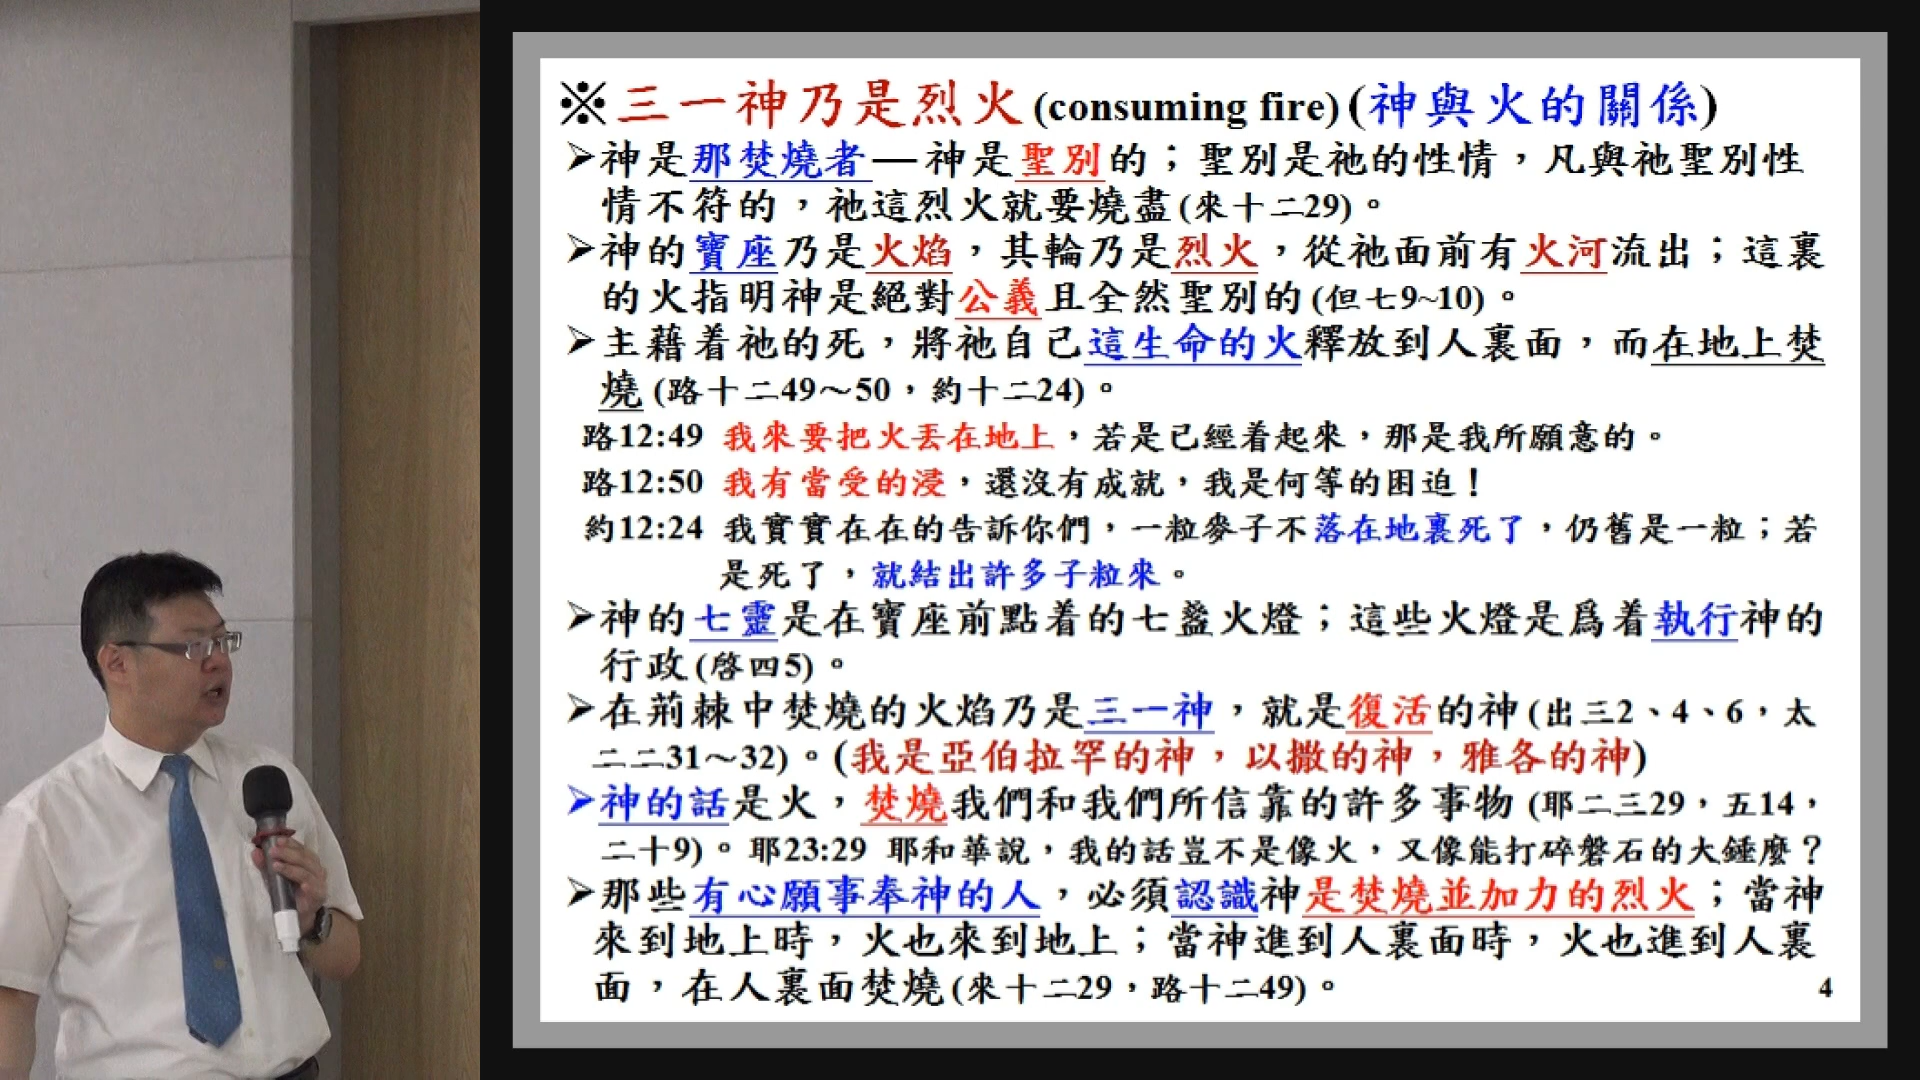 ※三一神乃是烈火(consuming fire)(神與火的關係)
➢神是那焚燒者—神是聖別的；聖別是祂的性情，凡與祂聖別性
情不符的，祂這烈火就要燒盡(來十二29)。
➢神的寶座乃是火焰，其輪乃是烈火，從祂面前有火河流出；這裏
的火指明神是絕對公義且全然聖別的(但七9~10)。
➢主藉着祂的死，將祂自己這生命的火釋放到人裏面，而在地上焚
燒(路十二49～50，約十二24)。
路12:49 我來要把火丟在地上，若是已經着起來，那是我所願意的。
路12:50 我有當受的浸，還沒有成就，我是何等的困迫！
約12:24 我實實在在的告訴你們，一粒麥子不落在地裏死了，仍舊是一粒；若
是死了，就結出許多子粒來。
➢神的七靈是在寶座前點着的七盞火燈；這些火燈是爲着執行神的
行政(啓四5)。
➢在荊棘中焚燒的火焰乃是三一神，就是復活的神(出三2、4、6，太
二二31～32)。(我是亞伯拉罕的神，以撒的神，雅各的神)
➢神的話是火，焚燒我們和我們所信靠的許多事物(耶二三29，五14，
二十9)。耶23:29 耶和華說，我的話豈不是像火，又像能打碎磐石的大錘麼？
➢那些有心願事奉神的人，必須認識神是焚燒並加力的烈火；當神
來到地上時，火也來到地上；當神進到人裏面時，火也進到人裏
面，在人裏面焚燒(來十二29，路十二49)。
4